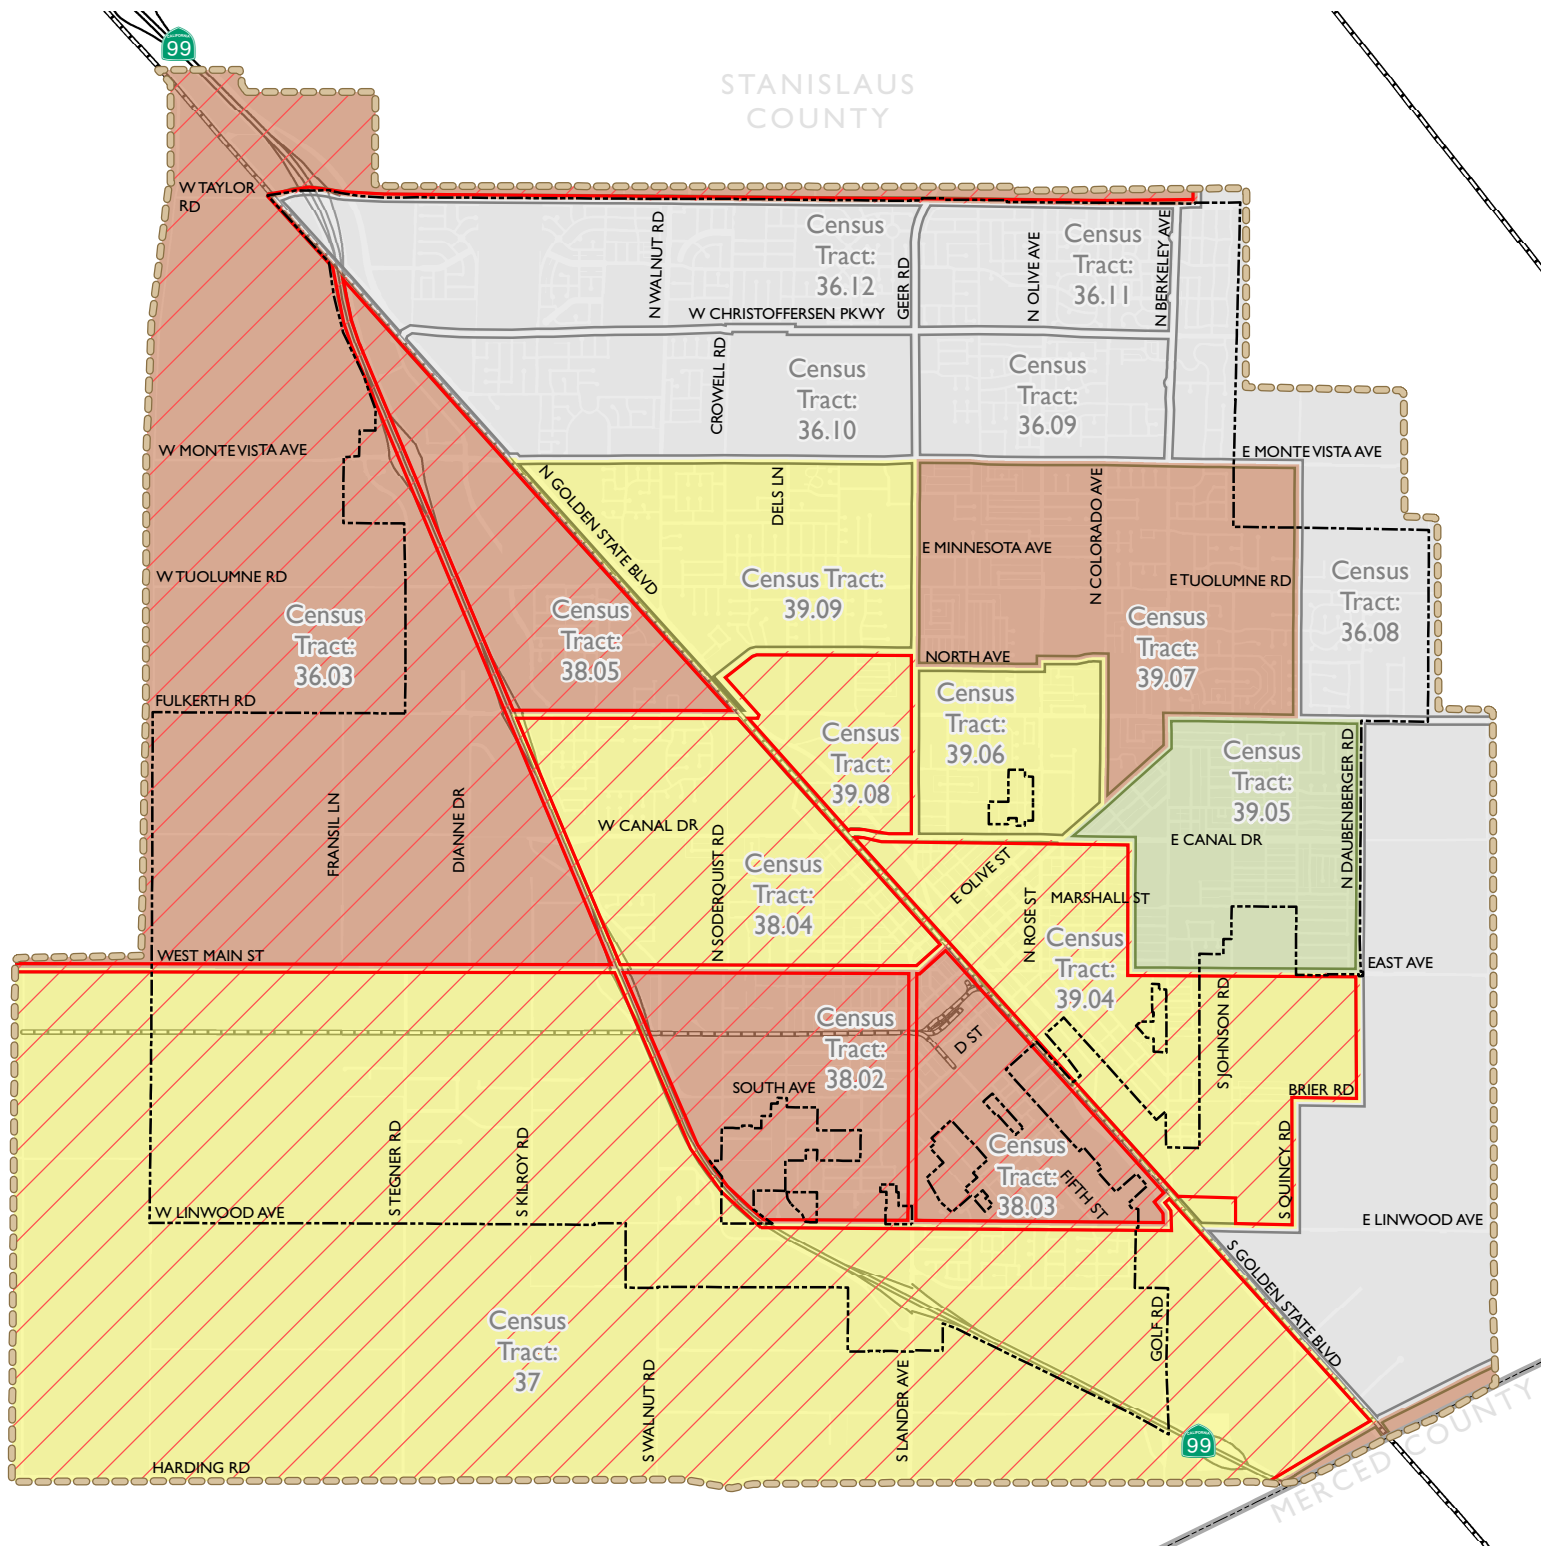 CALIFORNIA
99
STANISLAUS
COUNTY
W TAYLOR
RD
N WALNUT RD
Census
Tract:
36.12
GEER RD
N OLIVE AVE
Census
Tract:
36.11
N BERKELEY AVE
W CHRISTOFFERSEN PKWY
CROWELL RD
Census
Tract:
36.10
Census
Tract:
36.09
W MONTE VISTA AVE
E MONTE VISTA AVE
N GOLDEN STATE BLVD
DELS LN
N COLORADO AVE
E MINNESOTA AVE
W TUOLUMNE RD
Census Tract:
39.09
E TUOLUMNE RD
Census
Tract:
36.08
Census
Tract:
36.03
Census
Tract:
38.05
Census
Tract:
39.07
NORTH AVE
FULKERTH RD
Census
Tract:
39.06
Census
Tract:
39.08
Census
Tract:
39.05
N DAUBENBERGER RD
FRANSIL LN
DIANNE DR
W CANAL DR
N SODERQUIST RD
Census
Tract:
38.04
E CANAL DR
E OLIVE ST
N ROSE ST
MARSHALL ST
Census
Tract:
39.04
WEST MAIN ST
EAST AVE
Census
Tract:
38.02
D ST
S JOHNSON RD
SOUTH AVE
BRIER RD
S TEGNER RD
S KILROY RD
Census
Tract:
38.03
FIFTH ST
S QUINCY RD
W LINWOOD AVE
E LINWOOD AVE
S GOLDEN STATE BLVD
Census
Tract:
37
GOLF RD
S WALNUT RD
S LANDER AVE
CALIFORNIA
99
MERCED COUNTY
HARDING RD